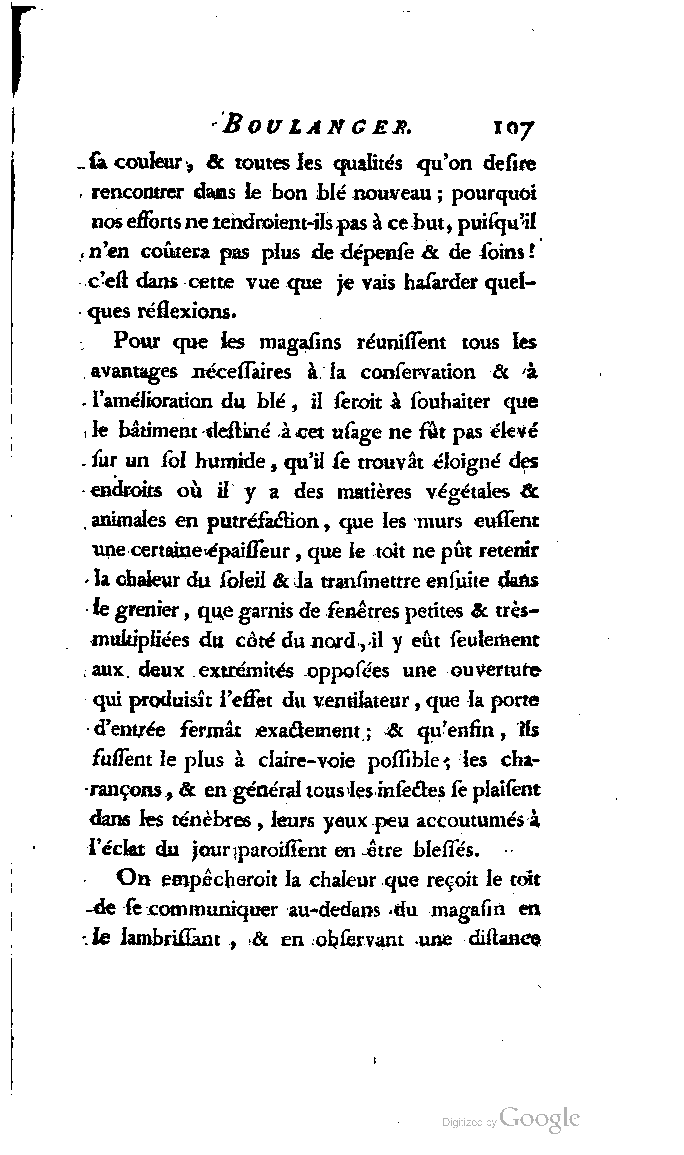 BOULANGER. 107
ſa couleur, & toutes les qualités qu'on deſire
rencontrer dans le bon blé nouveau ; pourquoi
nos efforts ne tendroient-ils pas à ce but, puiſqu'il
n'en coûtera pas plus de dépenſe & de ſoins !
c'eſt dans cette vue que je vais haſarder quel-
ques réflexions.
Pour que les magaſins réuniſſent tous les
avantages néceſſaires à la conſervation & à
l'amélioration du blé, il ſeroit à ſouhaiter que
le bâtiment deſtiné à cet uſage ne fût pas élevé
ſur un ſol humide, qu'il ſe trouvât éloigné des
endroits où il y a des matières végétales &
animales en putréfaction, que les murs euſſent
une certaine épaiſſeur, que le toit ne pût retenir
la chaleur du ſoleil & la tranſmettre enſuite dans
le grenier, que garnis de fenêtres petites & très-
multipliées du côté du nord, il y eût ſeulement
aux deux extrémités oppoſées une ouverture
qui produisît l'effet du ventilateur, que la porte
d'entrée fermât exactement ; & qu'enfin, ils
fuſſent le plus à claire-voie poſſible ; les cha-
rançons, & en général tous les inſectes ſe plaiſent
dans les ténèbres, leurs yeux peu accoutumés à
l'éclat du jour paroiſſent en être bleſſés.
On empêcheroit la chaleur que reçoit le toit
de ſe communiquer au-dedans du magaſin en
le lambriſſant, & en obſervant une diſtance
Digitized by Google